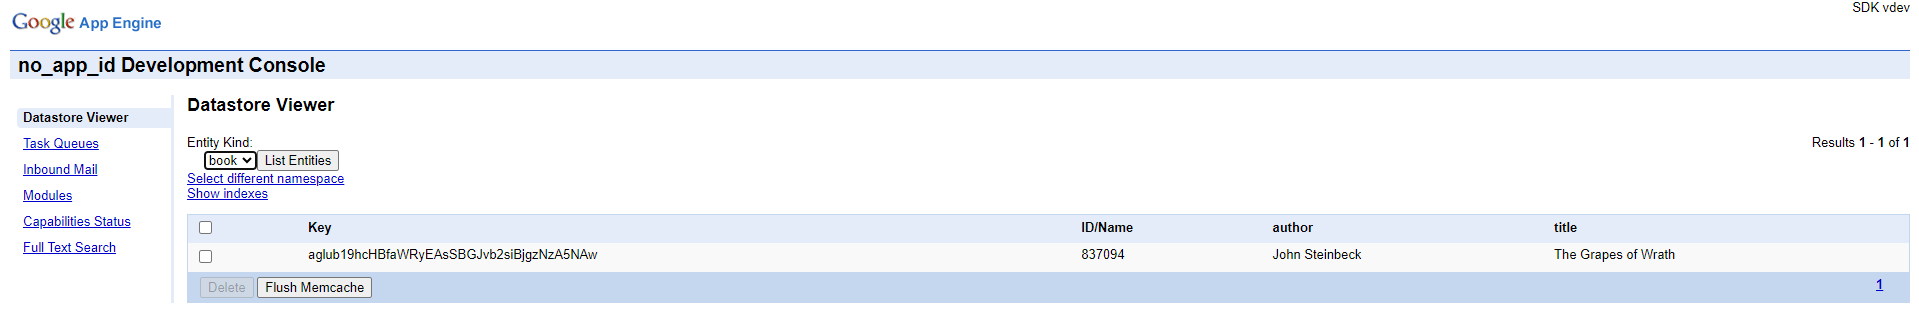 SDK vdev
Google App Engine
no_app_id Development Console
Datastore Viewer
Task Queues
Inbound Mail
Modules
Capabilities Status
Full Text Search
Datastore Viewer
Entity Kind:
Results 1 - 1 of 1
book List Entities
Select different namespace
Show indexes
Key ID/Name author title
aglub19hcHBfaWRyEAsSBGJvb2siBjgzNzA5NAw 837094 John Steinbeck The Grapes of Wrath
Delete Flush Memcache 1